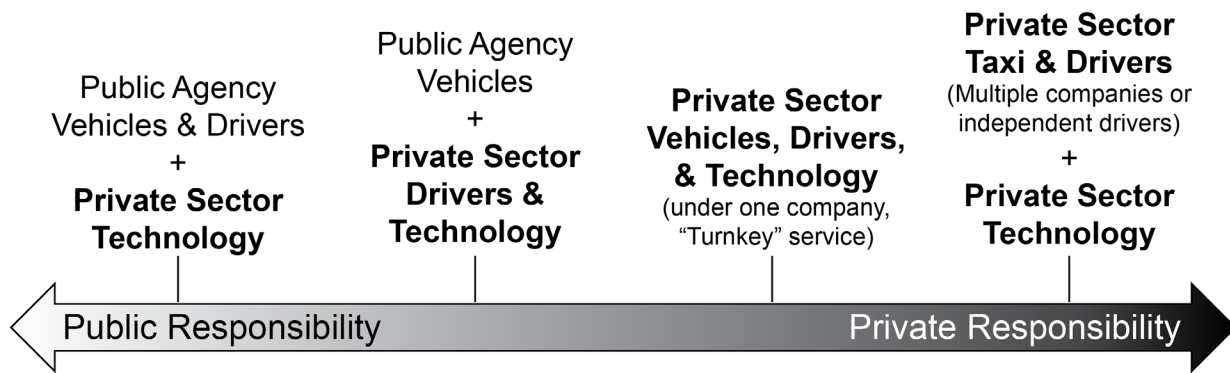 Public Agency
Vehicles & Drivers
+
Private Sector
Technology
Public Agency
Vehicles
+
Private Sector
Drivers &
Technology
Private Sector
Vehicles, Drivers,
& Technology
(under one company,
“Turnkey” service)
Private Sector
Taxi & Drivers
(Multiple companies or
independent drivers)
+
Private Sector
Technology
Public Responsibility
Private Responsibility